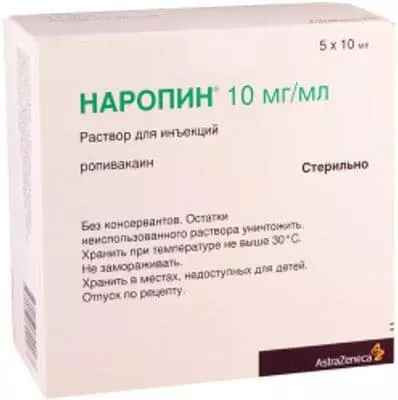 5 x 10 мл
НАРОПИН® 10 мг/мл
Раствор для инъекций
ропивакаин
Стерильно
Без консервантов. Остатки
неиспользованного раствора уничтожить.
Хранить при температуре не выше 30°С.
Не замораживать.
Хранить в местах, недоступных для детей.
Отпуск по рецепту.
AstraZeneca